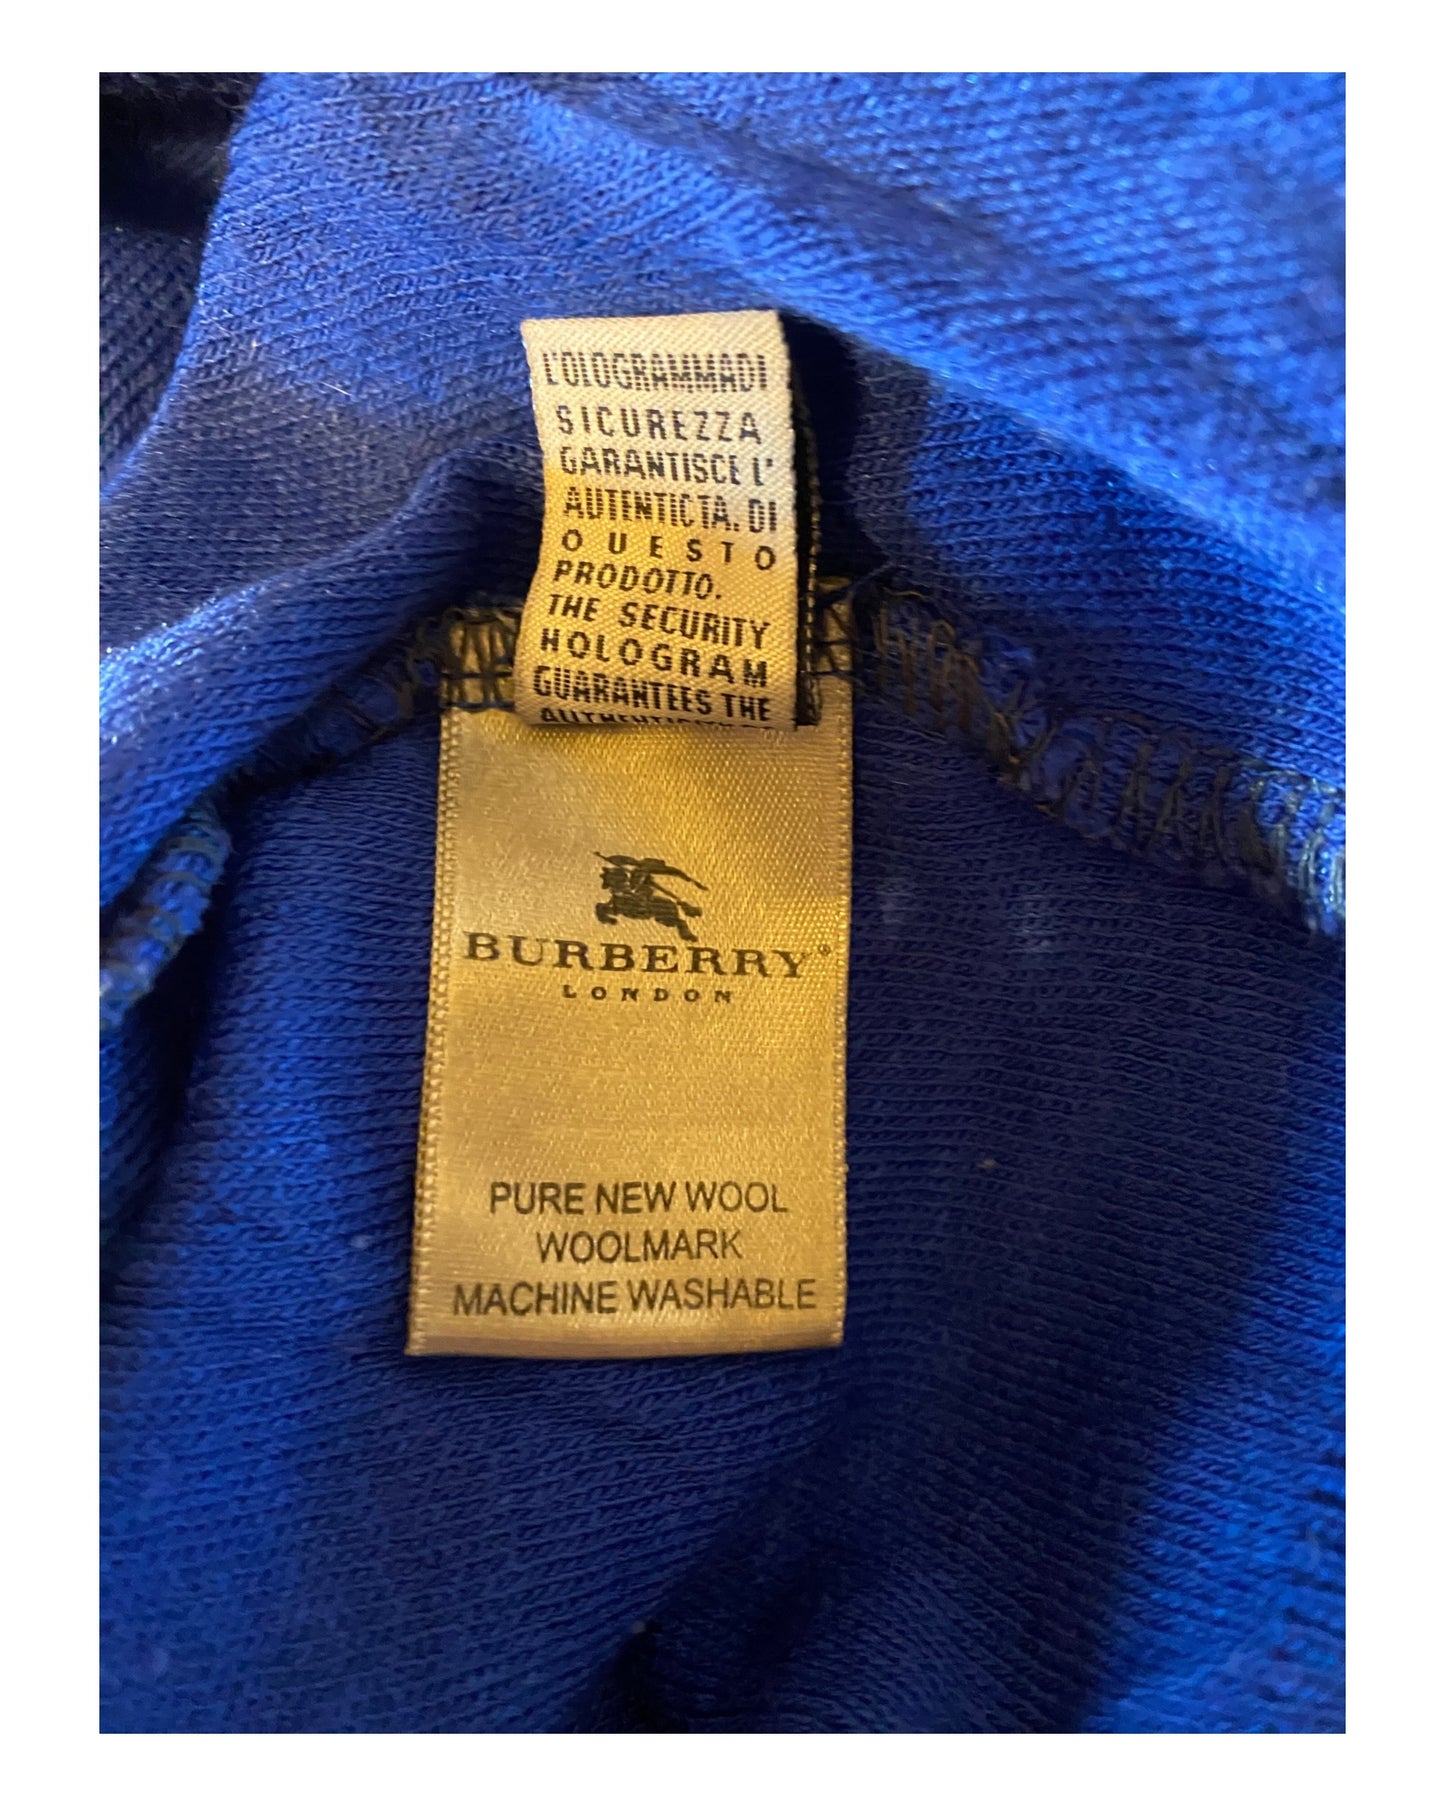 L'OLOGRAMMADI
SICUREZZA
GARANTISCE L'
AUTENTICTA. DI
QUESTO
PRODOTTO.
THE SECURITY
HOLOGRAM
GUARANTEES THE
BURBERRY®
LONDON
PURE NEW WOOL
WOOLMARK
MACHINE WASHABLE